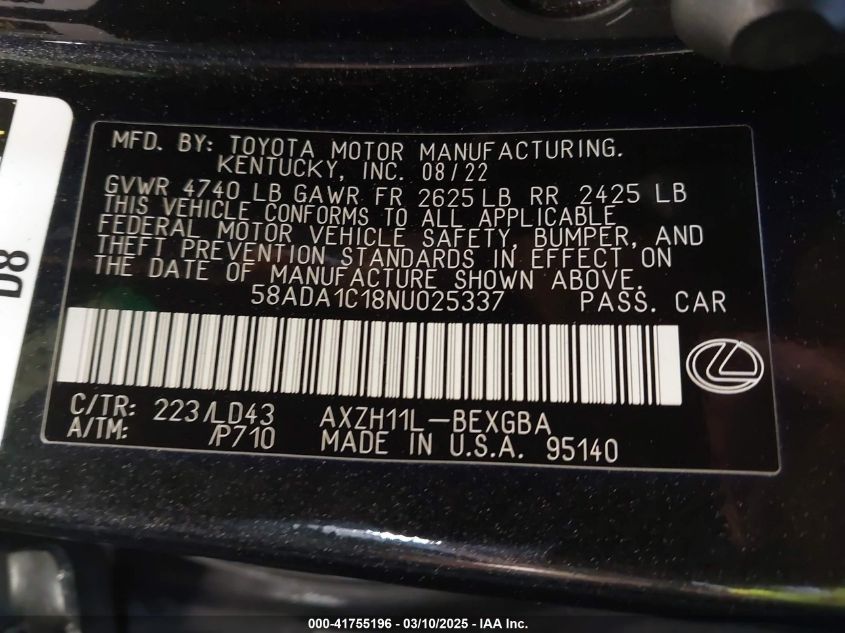 MFD. BY: TOYOTA MOTOR MANUFACTURING.
KENTUCKY, INC. 08/22
GVWR 4740 LB GAWR FR 2625 LB RR 2425 LB
THIS VEHICLE CONFORMS TO ALL APPLICABLE
FEDERAL MOTOR VEHICLE SAFETY, BUMPER, AND
THEFT PREVENTION STANDARDS IN EFFECT ON
THE DATE OF MANUFACTURE SHOWN ABOVE.
58ADA1C18NU025337 PASS. CAR
C/TR: 223/LD43 AXZH11L-BEXGBA
A/TM: /P710 MADE IN U.S.A. 95140
000-41755196 - 03/10/2025 - IAA Inc.